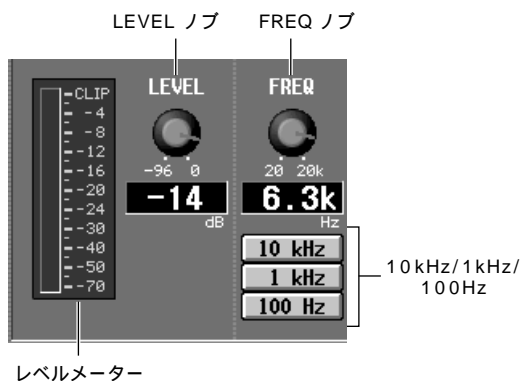 LEVEL ノブ
FREQ ノブ
LEVEL
FREQ
CLIP
-4
-8
-12
-16
-20
-24
-30
-40
-50
-70
-96 0
-14
dB
20 20k
6.3k
Hz
10 kHz
1 kHz
100 Hz
10kHz/1kHz/
100Hz
レベルメーター